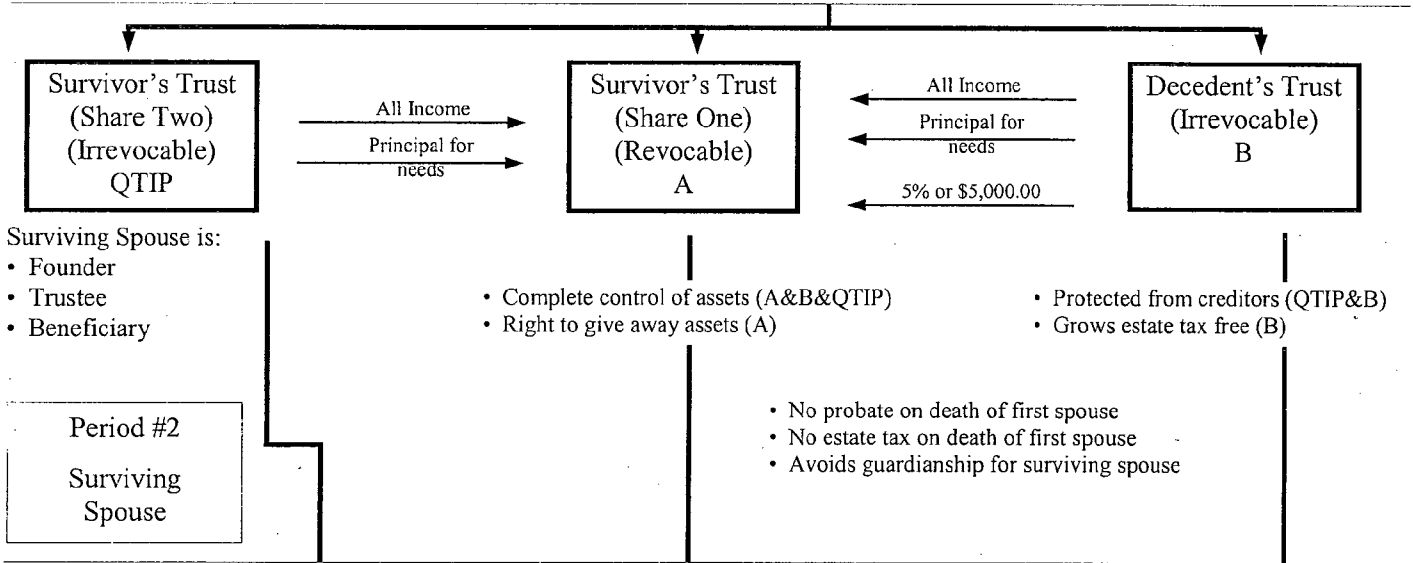 Survivor's Trust
(Share Two)
(Irrevocable)
QTIP
All Income
Principal for
needs
Survivor's Trust
(Share One)
(Revocable)
A
All Income
Principal for
needs
5% or $5,000.00
Decedent's Trust
(Irrevocable)
B
Surviving Spouse is:
• Founder
• Trustee
• Beneficiary
• Complete control of assets (A&B&QTIP)
• Right to give away assets (A)
• Protected from creditors (QTIP&B)
• Grows estate tax free (B)
Period #2
Surviving
Spouse
• No probate on death of first spouse
• No estate tax on death of first spouse
• Avoids guardianship for surviving spouse